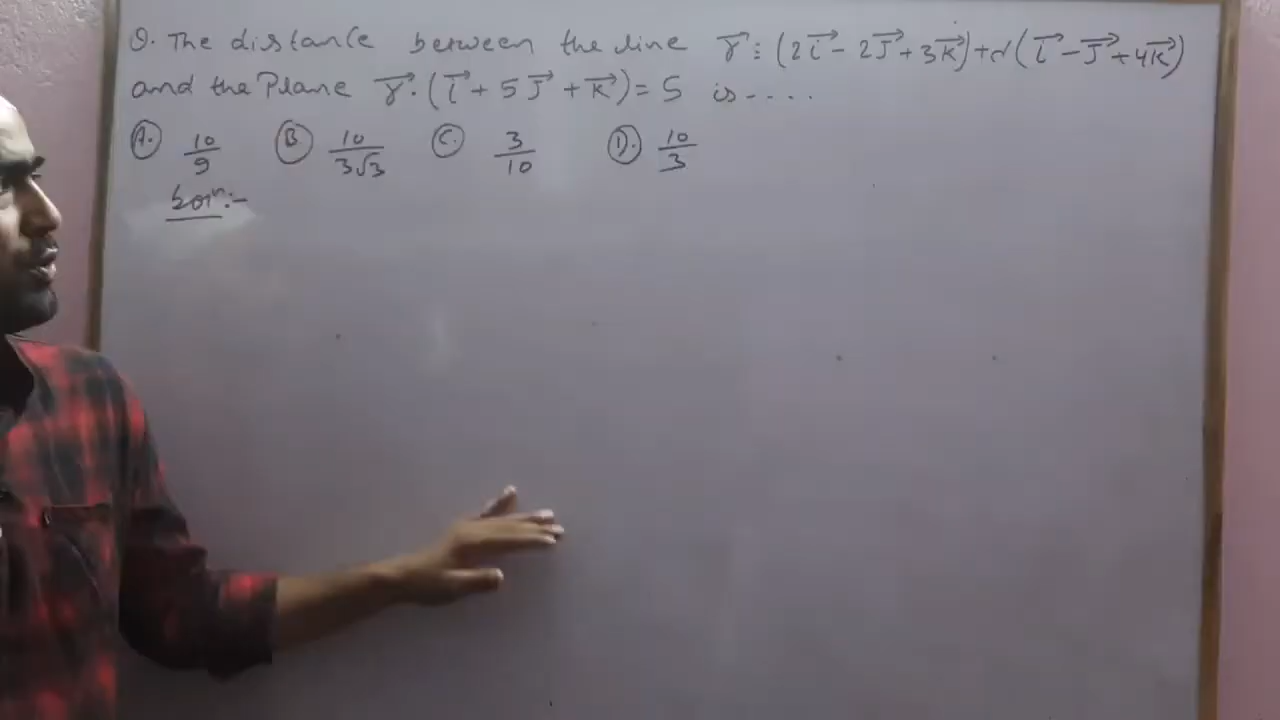 Q. The distance between the line r⃗ = (2i⃗ - 2j⃗ + 3k⃗) + λ(i⃗ - j⃗ + 4k⃗)
and the Plane r⃗. (i⃗ + 5j⃗ + k⃗) = 5 is ....
A. 10/9 B 10/3√3 C. 3/10 D. 10/3
Solⁿ:-